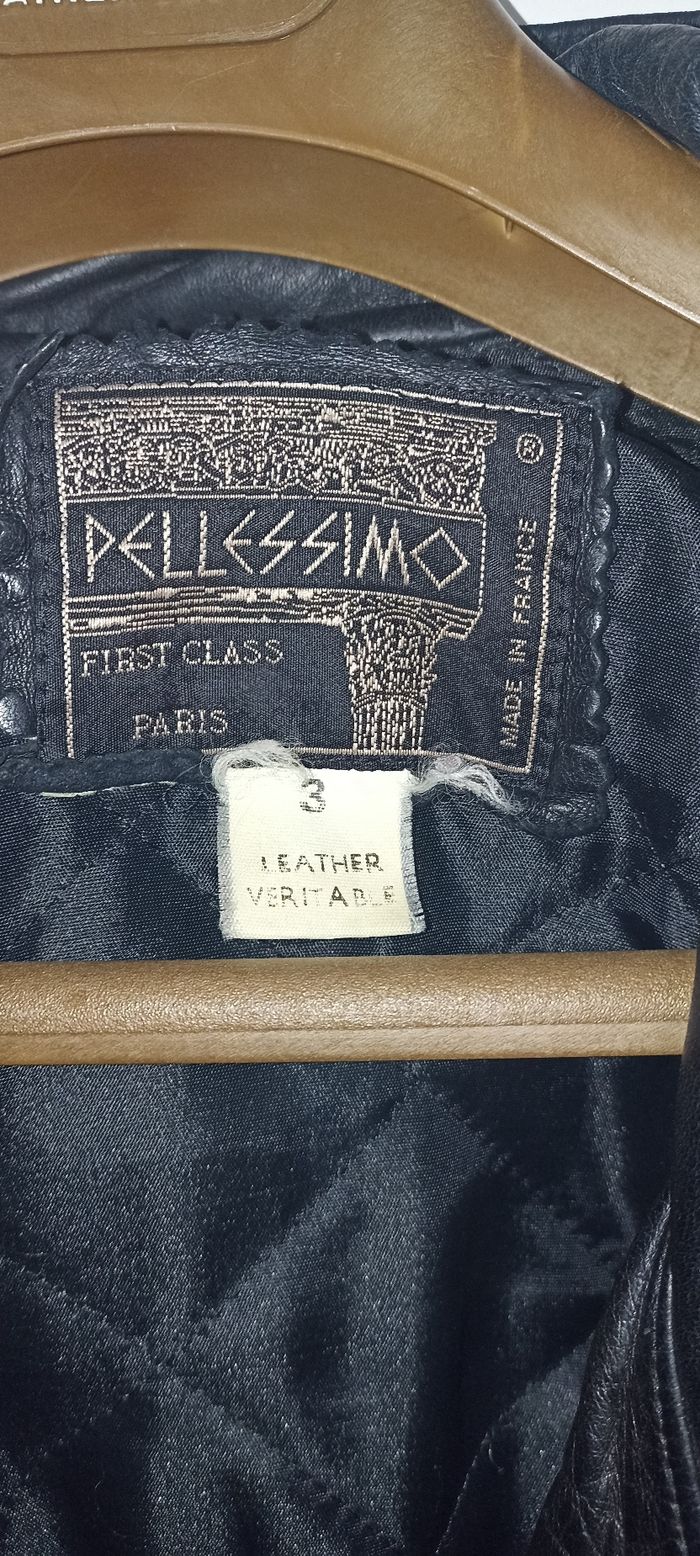 PELLESSIMO
®
MADE IN FRANCE
FIRST CLASS
PARIS
3
LEATHER
VERITABLE